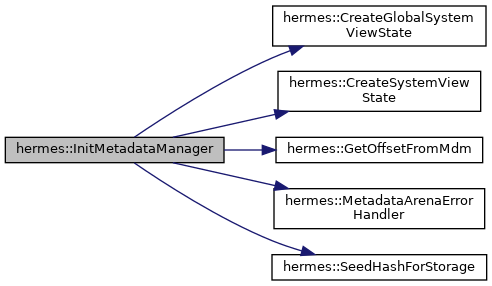 hermes::CreateGlobalSystem
ViewState
hermes::CreateSystemView
State
hermes::InitMetadataManager
hermes::GetOffsetFromMdm
hermes::MetadataArenaError
Handler
hermes::SeedHashForStorage